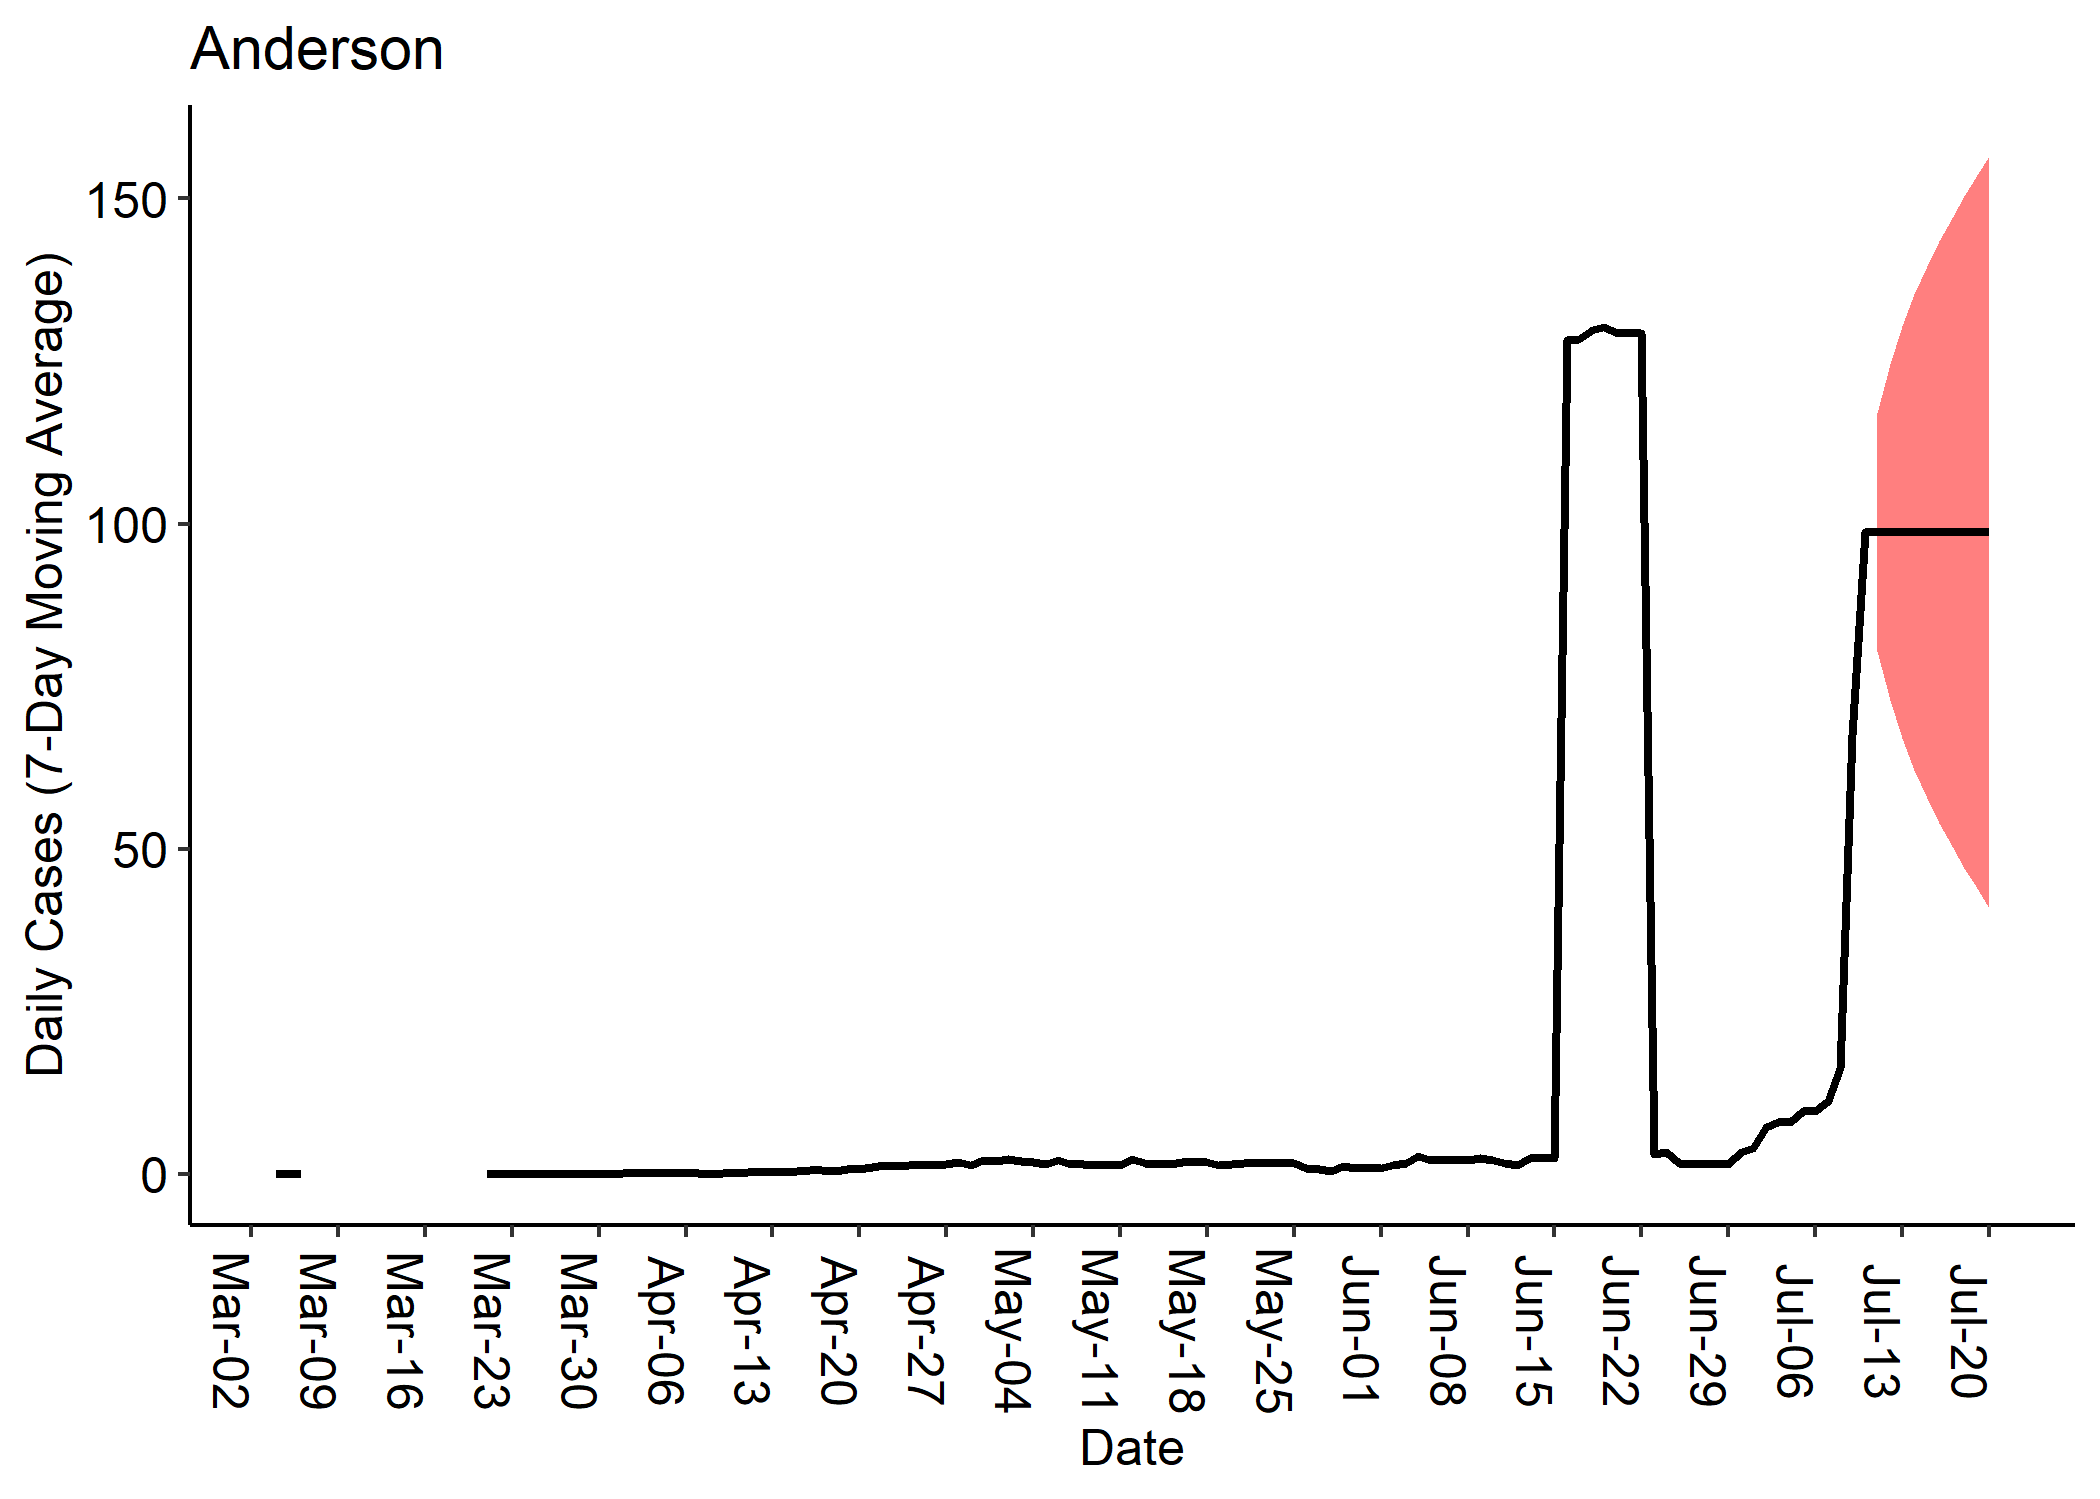 Anderson
Daily Cases (7-Day Moving Average)
150
100
50
0
Mar-02
Mar-09
Mar-16
Mar-23
Mar-30
Apr-06
Apr-13
Apr-20
Apr-27
May-04
May-11
May-18
May-25
Jun-01
Jun-08
Jun-15
Jun-22
Jun-29
Jul-06
Jul-13
Jul-20
Date